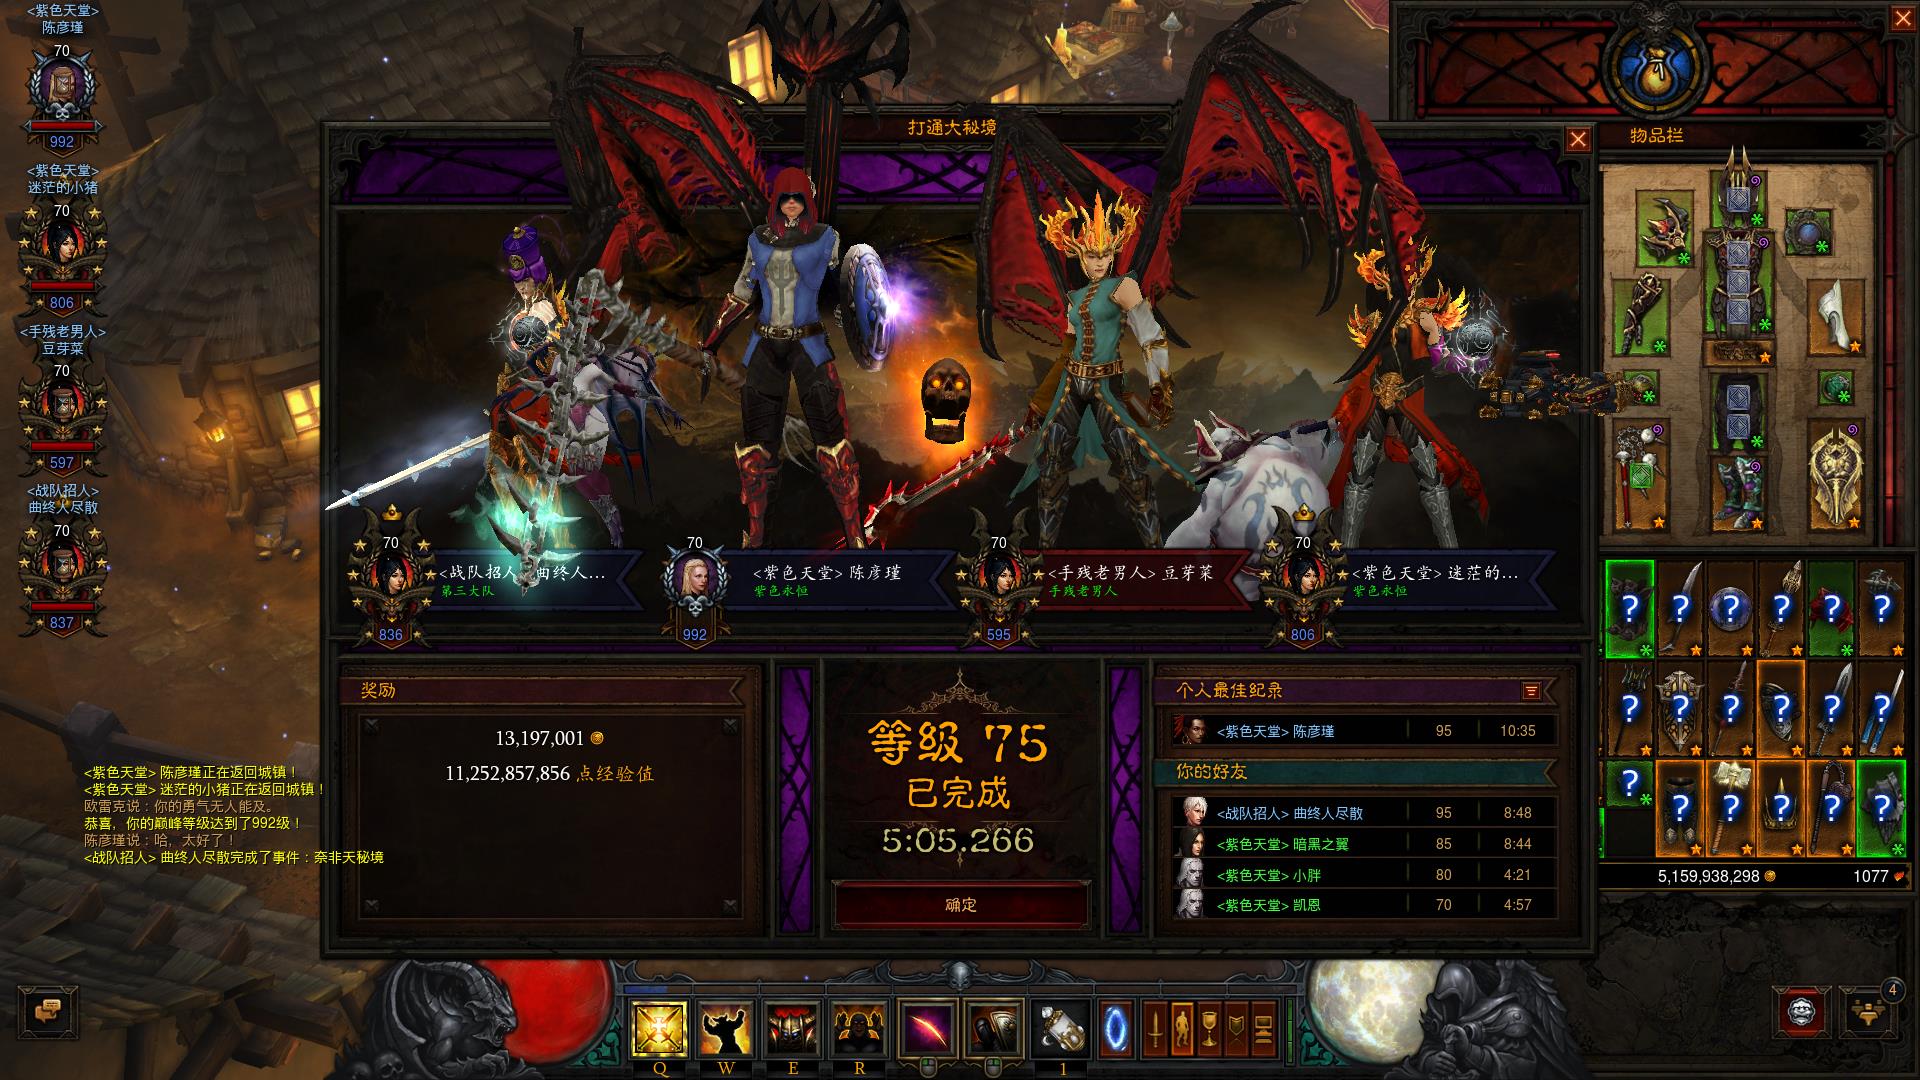 <紫色天堂>
陈彦瑾
70
992
<紫色天堂>
迷茫的小猪
70
806
<手残老男人>
豆芽菜
70
597
<战队招人>
曲终人尽散
70
837
打通大秘境
物品栏
70
<战队招人> 曲终人...
第三大队
836
70
<紫色天堂> 陈彦瑾
紫色永恒
992
70
<手残老男人> 豆芽菜
手残老男人
595
70
<紫色天堂> 迷茫的...
紫色永恒
806
奖励
13,197,001
11,252,857,856 点经验值
等级 75
已完成
5:05.266
确定
个人最佳纪录
<紫色天堂> 陈彦瑾 95 10:35
你的好友
<战队招人> 曲终人尽散 95 8:48
<紫色天堂> 暗黑之翼 85 8:44
<紫色天堂> 小胖 80 4:21
<紫色天堂> 凯恩 70 4:57
<紫色天堂> 陈彦瑾正在返回城镇！
<紫色天堂> 迷茫的小猪正在返回城镇！
欧雷克说：你的勇气无人能及。
恭喜，你的巅峰等级达到了992级！
陈彦瑾说：哈，太好了！
<战队招人> 曲终人尽散完成了事件：奈非天秘境
? ? ? ? ? ?
? ? ? ? ? ?
? ? ? ? ? ?
5,159,938,298 1077
Q W E R 1
4